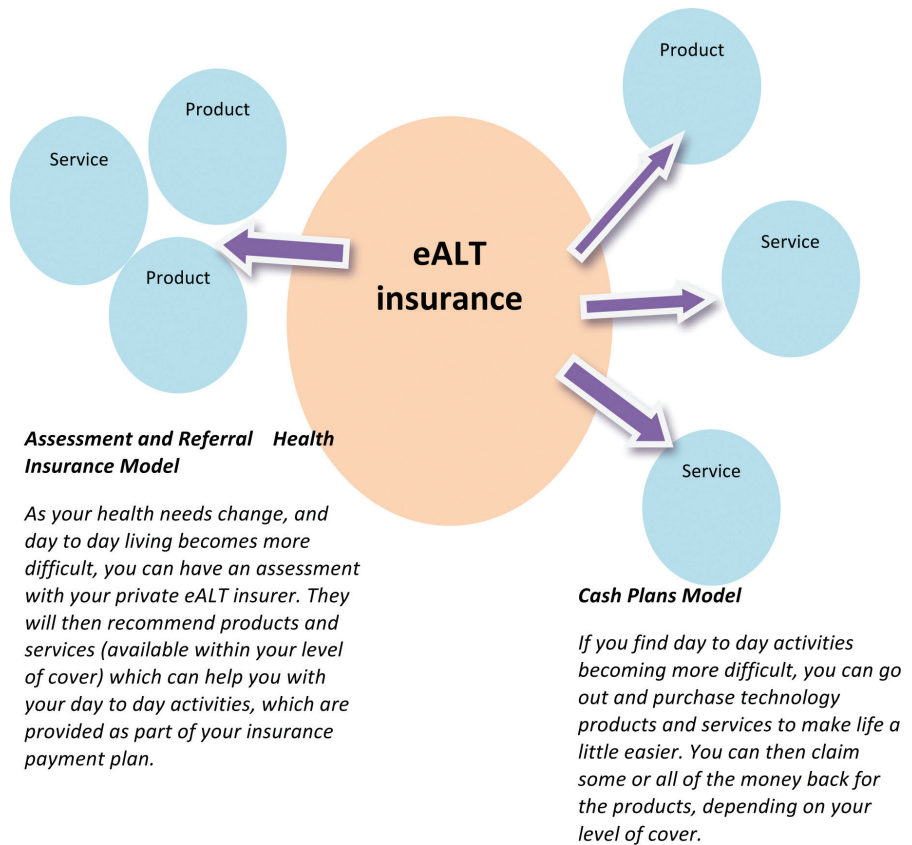 Product
Product
Service
Service
Product
eALT
insurance
Service
Assessment and Referral Health
Insurance Model
As your health needs change, and
day to day living becomes more
difficult, you can have an assessment
with your private eALT insurer. They
will then recommend products and
services (available within your level
of cover) which can help you with
your day to day activities, which are
provided as part of your insurance
payment plan.
Cash Plans Model
If you find day to day activities
becoming more difficult, you can go
out and purchase technology
products and services to make life a
little easier. You can then claim
some or all of the money back for
the products, depending on your
level of cover.